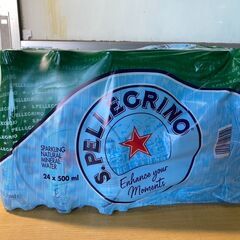 S.PELLEGRINO
SPARKLING
NATURAL
MINERAL
WATER
24 x 500 ml
Enhance your
Moments